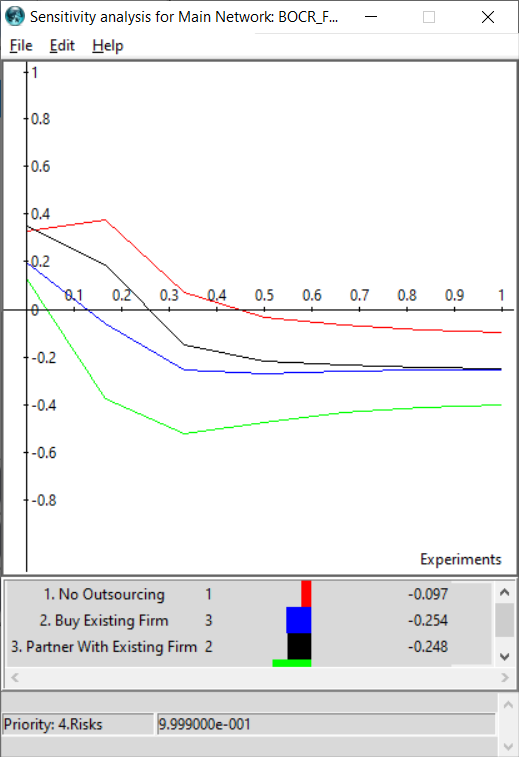 Sensitivity analysis for Main Network: BOCR_F...
File Edit Help
1
0.8
0.6
0.4
0.2
0.1 0.2 0.3 0.4 0.5 0.6 0.7 0.8 0.9 1
0
-0.2
-0.4
-0.6
-0.8
Experiments
1. No Outsourcing 1 -0.097
2. Buy Existing Firm 3 -0.254
3. Partner With Existing Firm 2 -0.248
Priority: 4.Risks 9.999000e-001